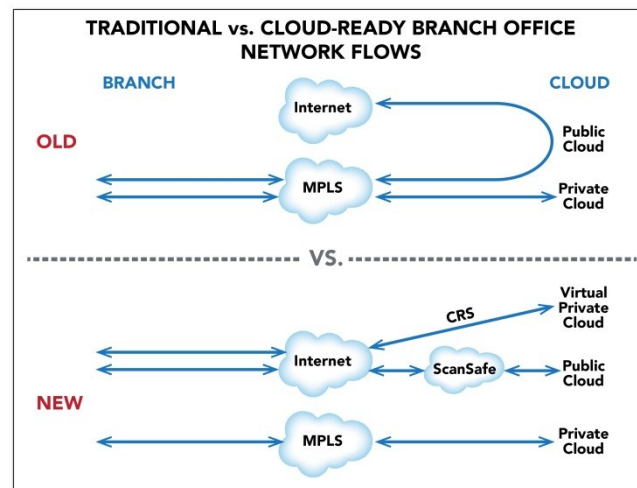 TRADITIONAL vs. CLOUD-READY BRANCH OFFICE
NETWORK FLOWS
BRANCH
CLOUD
OLD
Internet
Public
Cloud
MPLS
Private
Cloud
VS.
NEW
CRS
Virtual
Private
Cloud
Internet
ScanSafe
Public
Cloud
MPLS
Private
Cloud